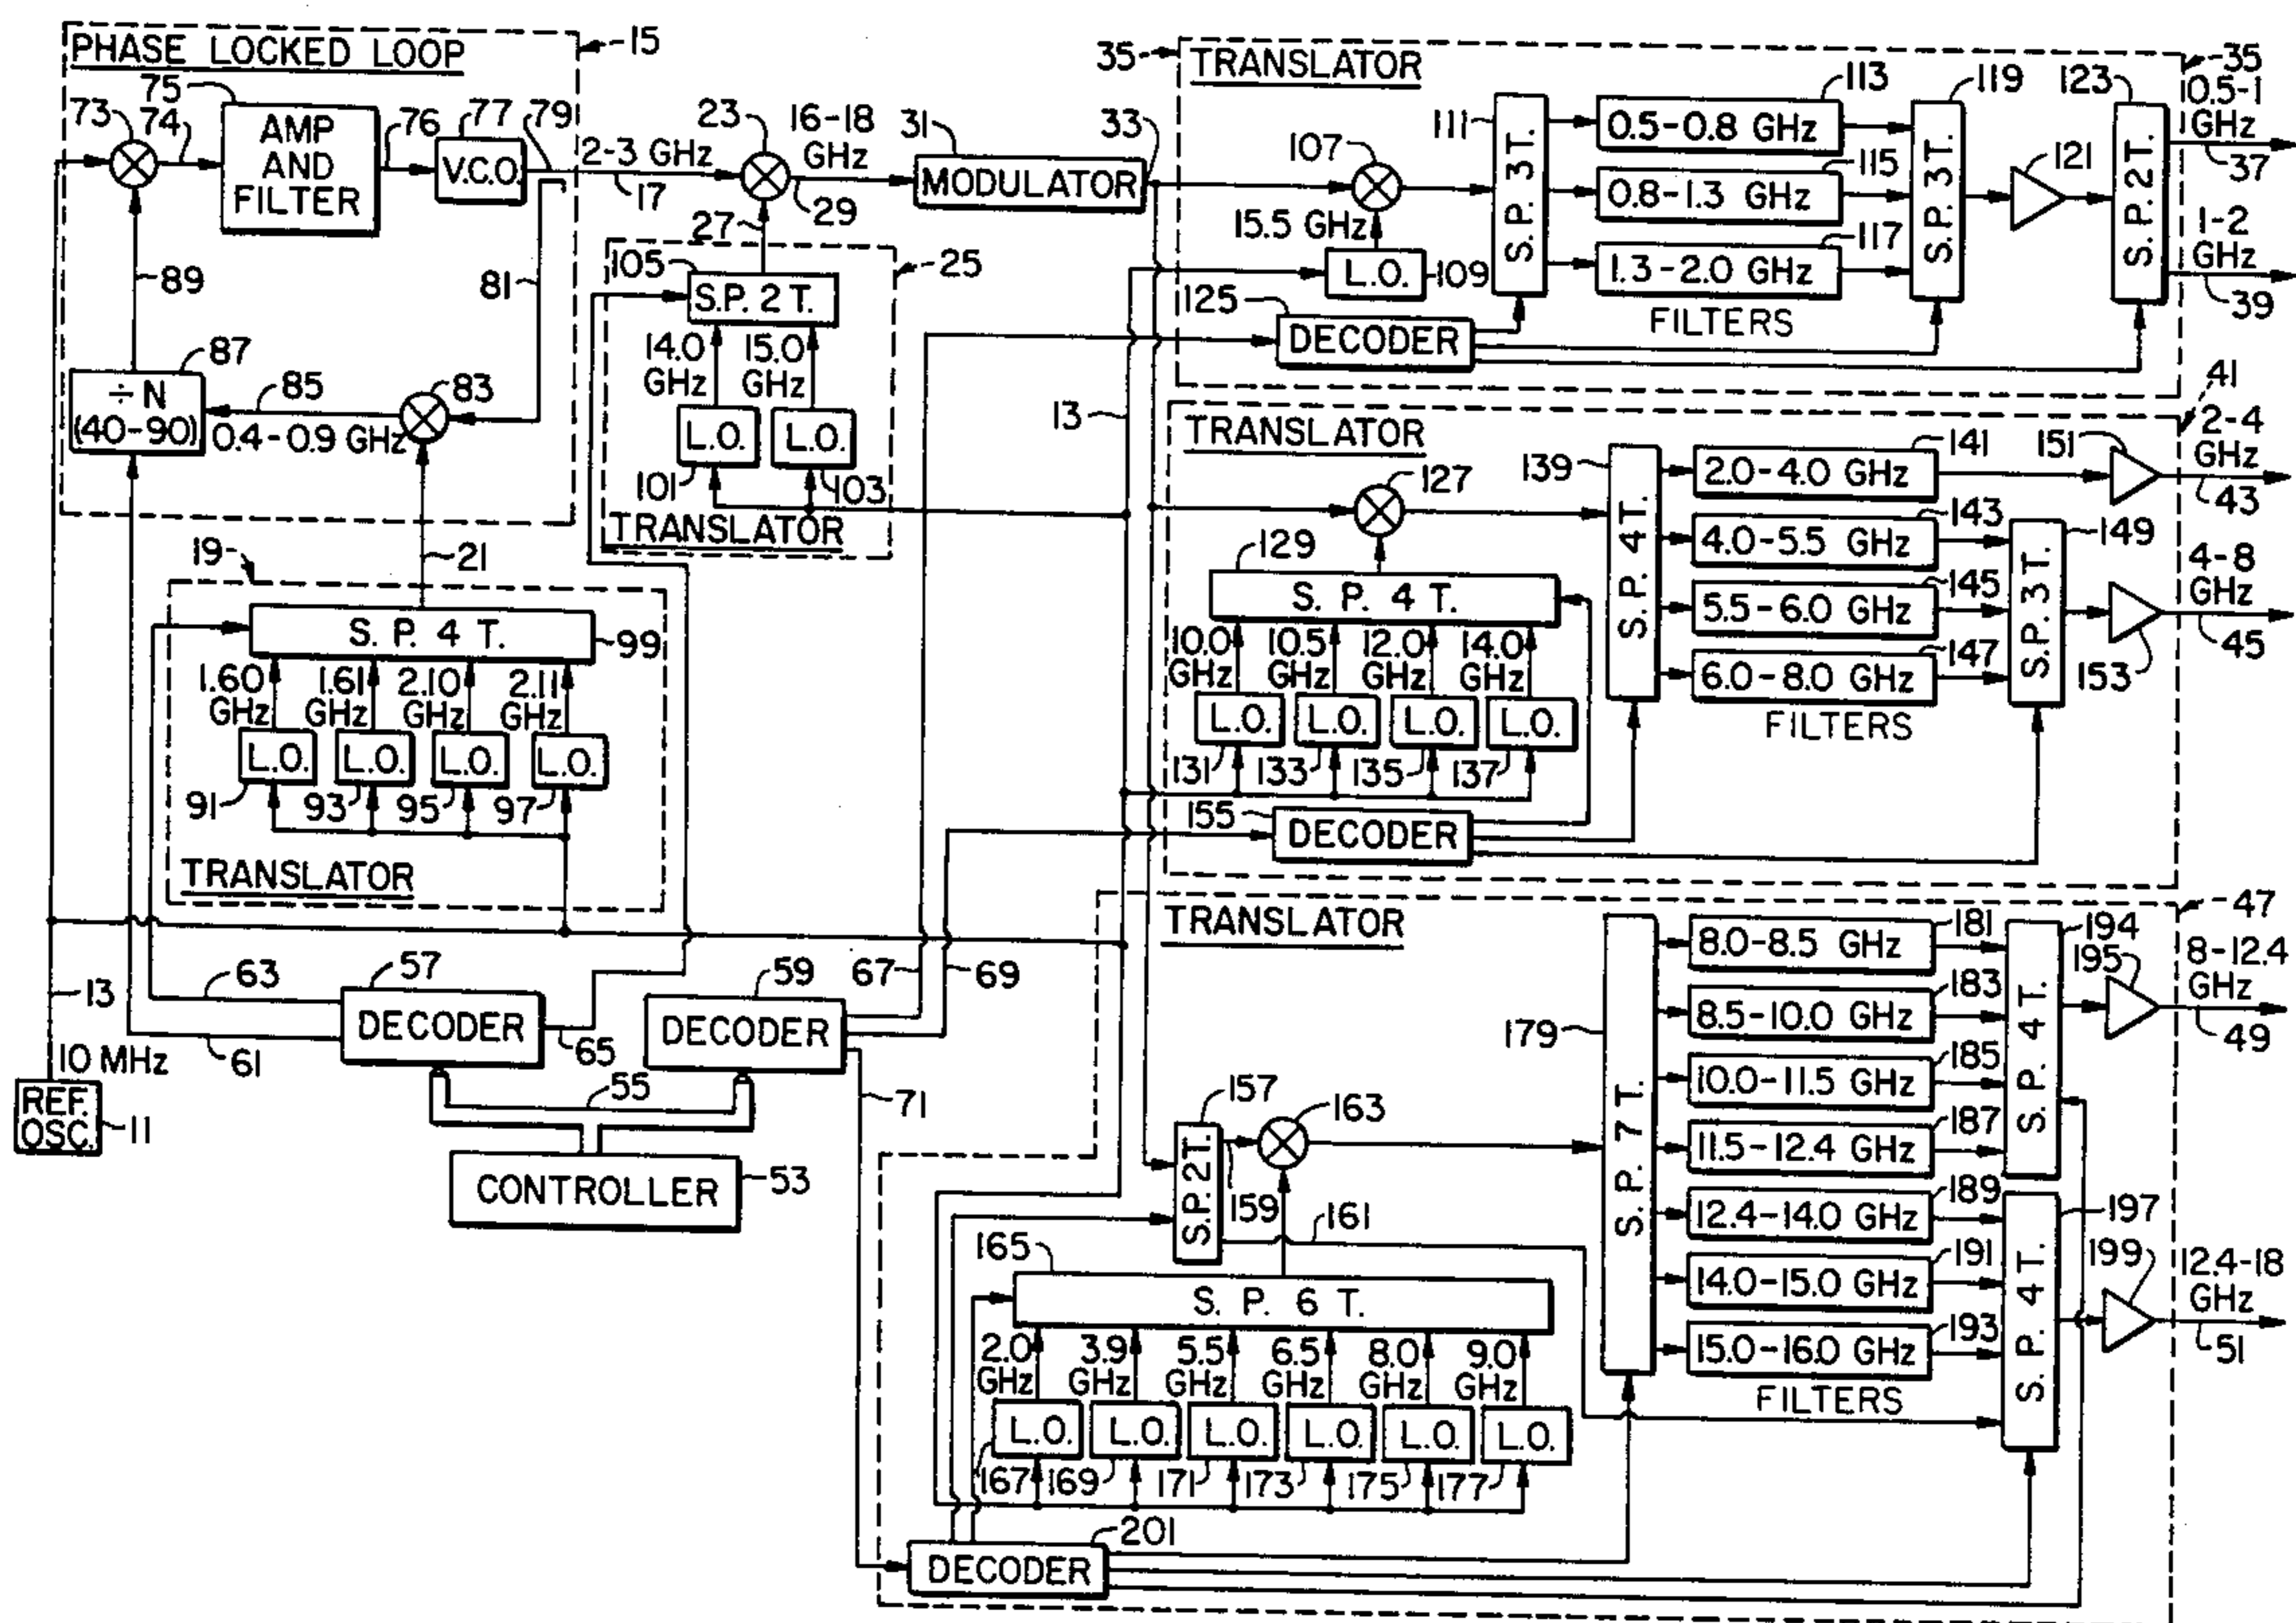 PHASE LOCKED LOOP
15
75
73
74
AMP
AND
FILTER
76
77
V.C.O.
79
2-3 GHz
17
23
16-18
GHz
29
31
MODULATOR
33
27
89
81
87
÷ N
(40-90)
85
0.4-0.9 GHz
83
21
105
25
S.P. 2 T.
14.0
GHz
15.0
GHz
L.O.
L.O.
101
103
TRANSLATOR
19
S. P. 4 T.
99
1.60
GHz
1.61
GHz
2.10
GHz
2.11
GHz
L.O.
L.O.
L.O.
L.O.
91
93
95
97
TRANSLATOR
13
63
61
10 MHz
REF.
OSC.
11
57
DECODER
65
59
DECODER
67
69
55
71
CONTROLLER
53
13
35
TRANSLATOR
35
107
15.5 GHz
L.O.
109
111
S.P. 3T.
113
0.5-0.8 GHz
115
0.8-1.3 GHz
117
1.3-2.0 GHz
FILTERS
119
S.P. 3T.
121
123
S.P. 2T.
0.5-1
GHz
37
1-2
GHz
39
125
DECODER
41
TRANSLATOR
127
129
S. P. 4 T.
10.0
GHz
10.5
GHz
12.0
GHz
14.0
GHz
L.O.
L.O.
L.O.
L.O.
131
133
135
137
139
S.P. 4T.
141
2.0-4.0 GHz
143
4.0-5.5 GHz
145
5.5-6.0 GHz
147
6.0-8.0 GHz
FILTERS
149
S.P. 3T.
151
2-4
GHz
43
153
4-8
GHz
45
155
DECODER
47
TRANSLATOR
157
S.P. 2T.
159
163
161
165
S. P. 6 T.
2.0
GHz
3.9
GHz
5.5
GHz
6.5
GHz
8.0
GHz
9.0
GHz
L.O.
L.O.
L.O.
L.O.
L.O.
L.O.
167
169
171
173
175
177
179
S. P. 7T.
181
8.0-8.5 GHz
183
8.5-10.0 GHz
185
10.0-11.5 GHz
187
11.5-12.4 GHz
189
12.4-14.0 GHz
191
14.0-15.0 GHz
193
15.0-16.0 GHz
FILTERS
194
S. P. 4T.
195
8-12.4
GHz
49
197
S. P. 4T.
199
12.4-18
GHz
51
201
DECODER